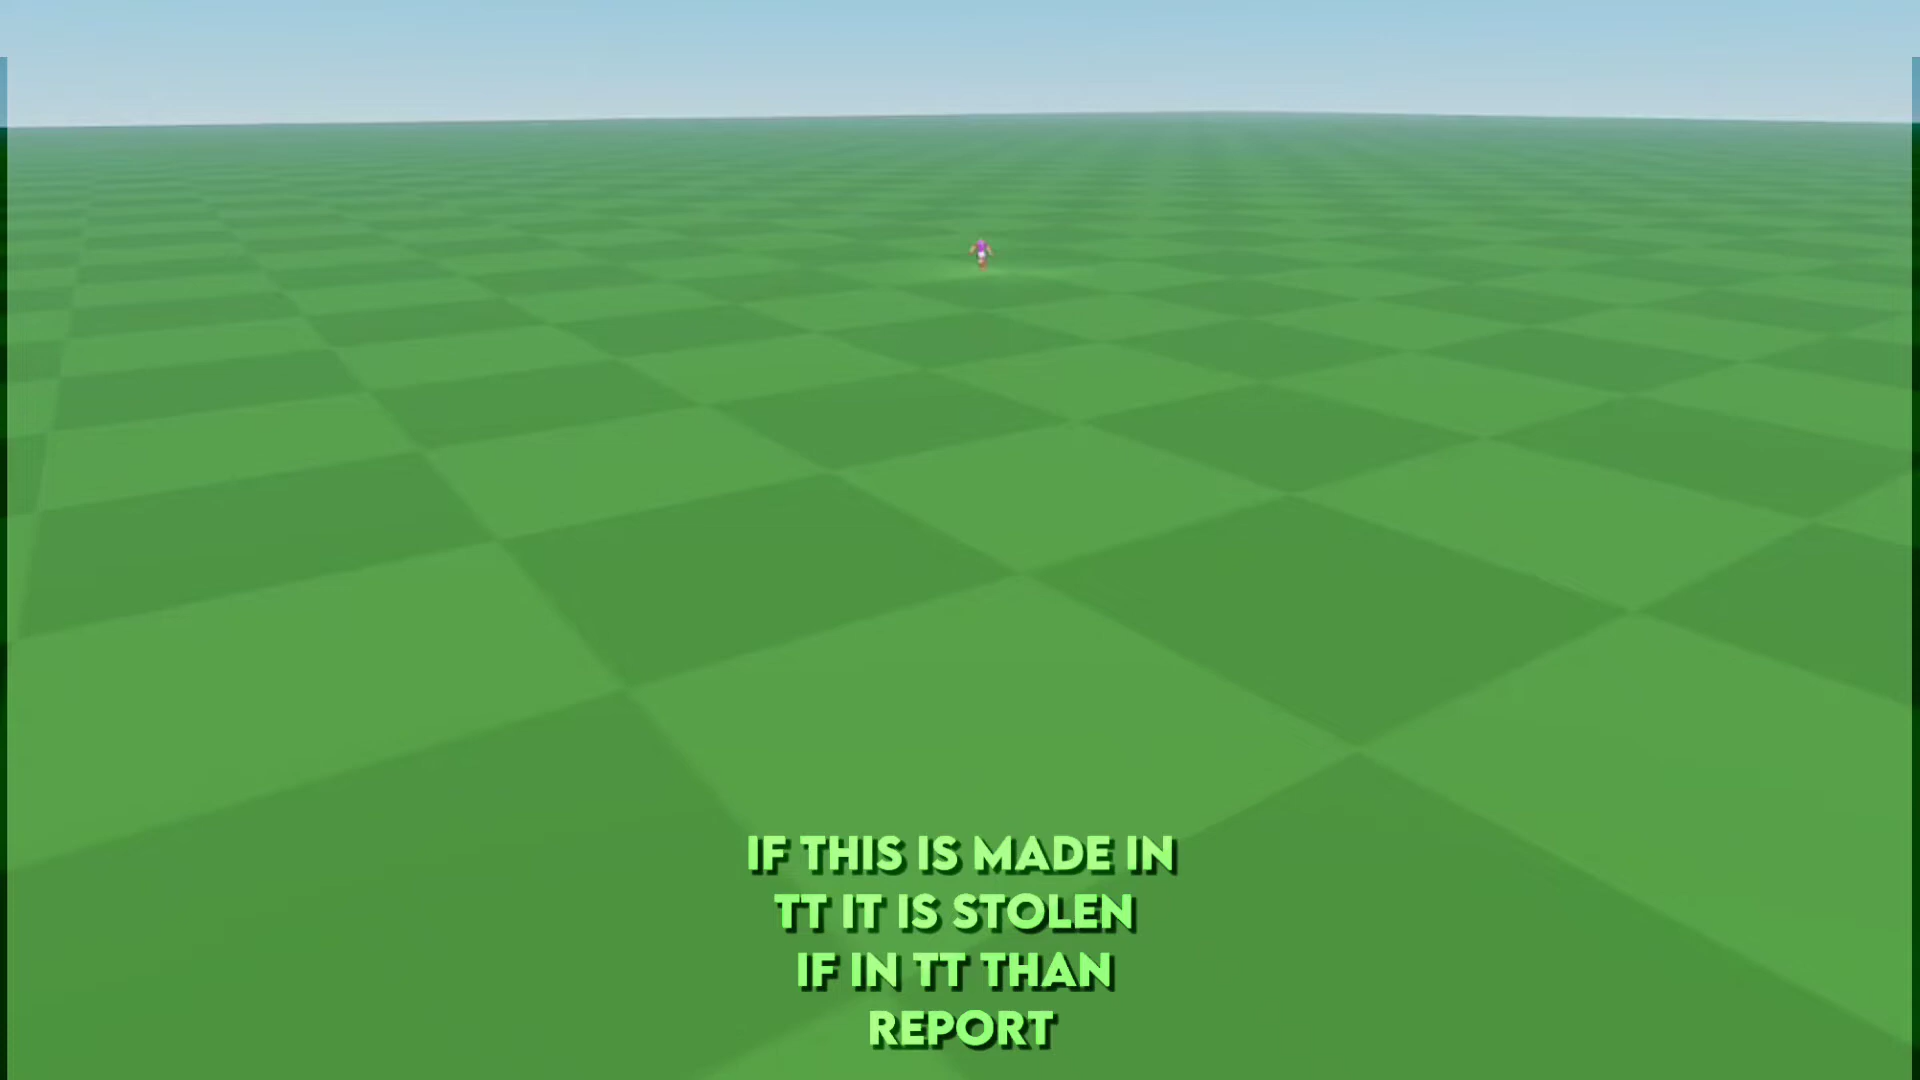 IF THIS IS MADE IN
TT IT IS STOLEN
IF IN TT THAN
REPORT